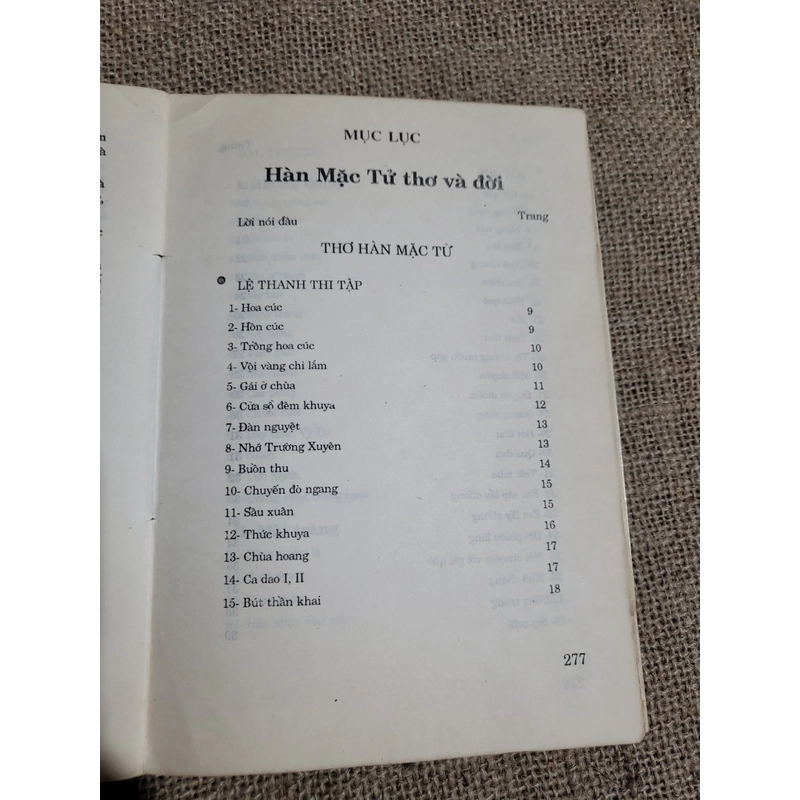 MỤC LỤC
Hàn Mặc Tử thơ và đời
Trang
Lời nói đầu
THƠ HÀN MẶC TỬ
LỆ THANH THI TẬP
1- Hoa cúc 9
2- Hồn cúc 9
3- Trồng hoa cúc 10
4- Vội vàng chi lắm 10
5- Gái ở chùa 11
6- Cửa sổ đêm khuya 12
7- Đàn nguyệt 13
8- Nhớ Trường Xuyên 13
9- Buồn thu 14
10- Chuyến đò ngang 15
11- Sầu xuân 15
12- Thức khuya 16
13- Chùa hoang 17
14- Ca dao I, II 17
15- Bút thần khai 18
277